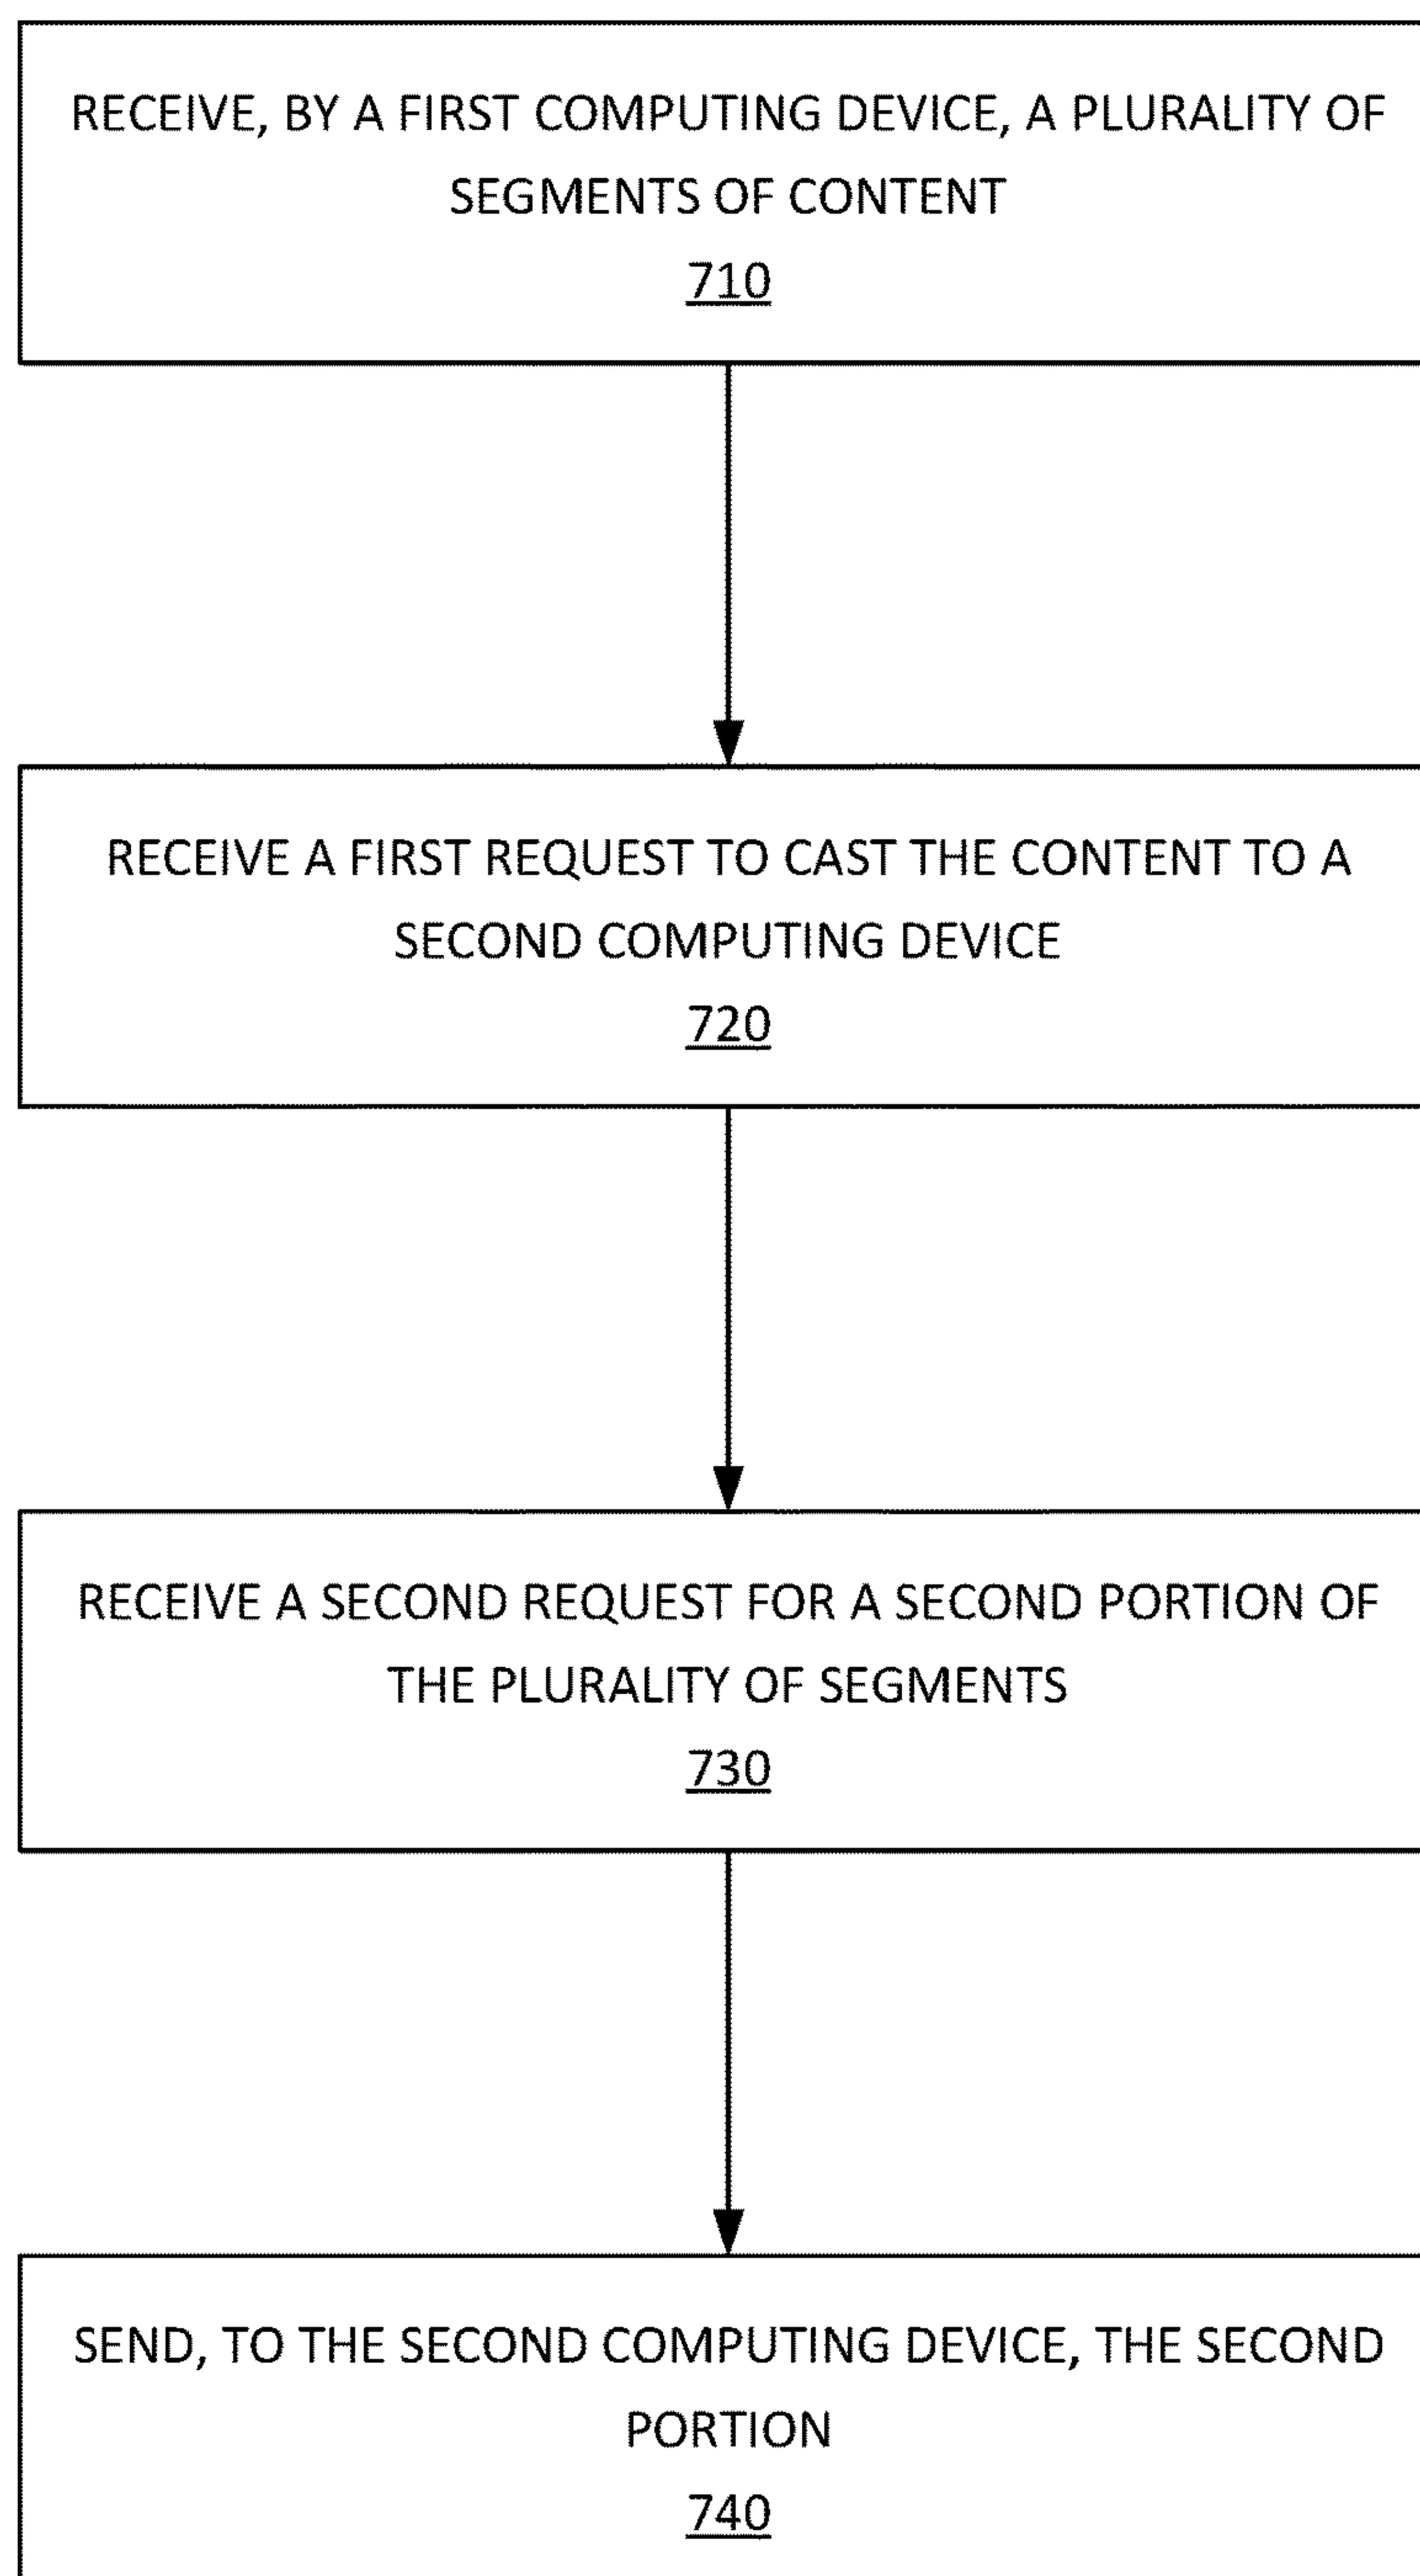 RECEIVE, BY A FIRST COMPUTING DEVICE, A PLURALITY OF
SEGMENTS OF CONTENT
710
RECEIVE A FIRST REQUEST TO CAST THE CONTENT TO A
SECOND COMPUTING DEVICE
720
RECEIVE A SECOND REQUEST FOR A SECOND PORTION OF
THE PLURALITY OF SEGMENTS
730
SEND, TO THE SECOND COMPUTING DEVICE, THE SECOND
PORTION
740